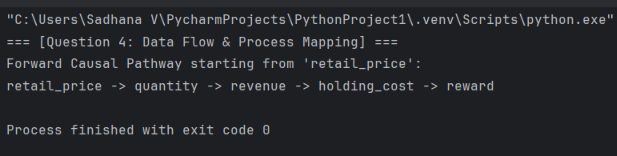 "C:\Users\Sadhana V\PycharmProjects\PythonProject1\.venv\Scripts\python.exe"
=== [Question 4: Data Flow & Process Mapping] ===
Forward Causal Pathway starting from 'retail_price':
retail_price -> quantity -> revenue -> holding_cost -> reward
Process finished with exit code 0